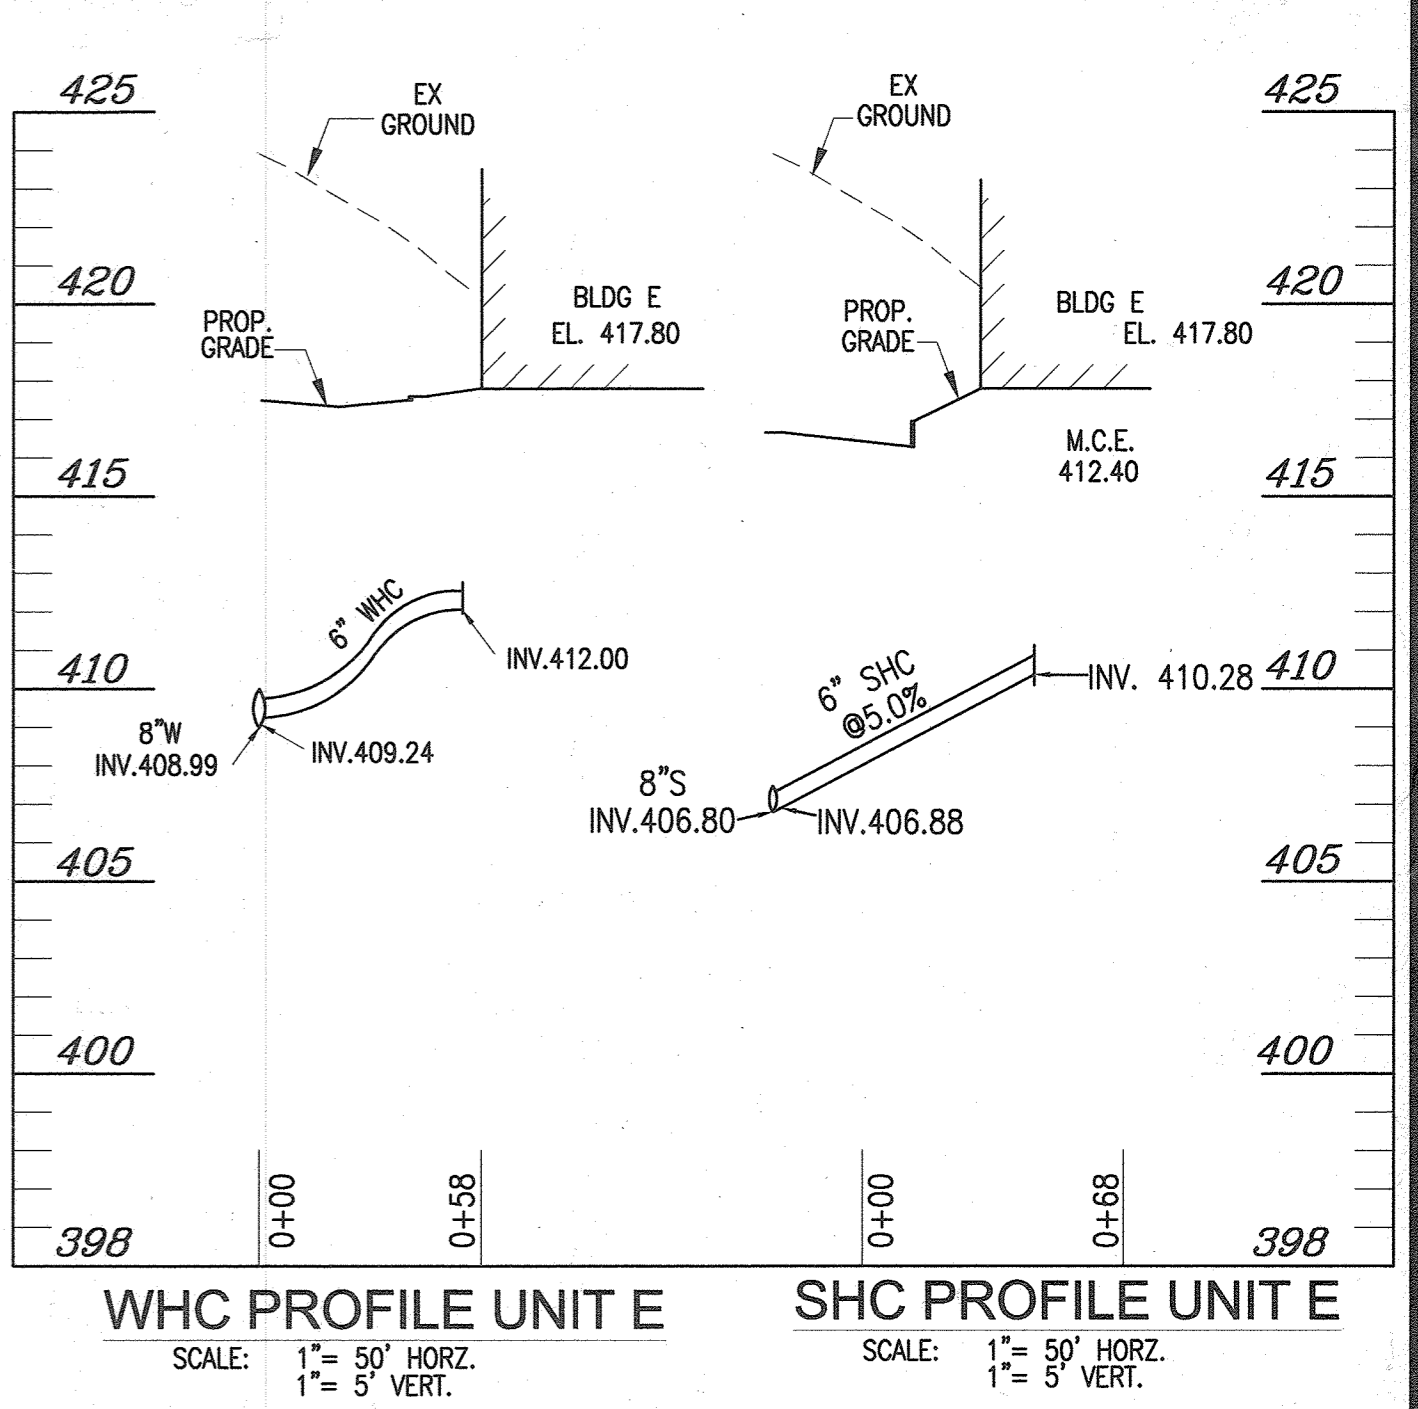 425
420
415
410
405
400
398
EX
GROUND
PROP.
GRADE
BLDG E
EL. 417.80
6" WHC
INV.412.00
8"W
INV.408.99
INV.409.24
0+00
0+58
WHC PROFILE UNIT E
SCALE: 1"= 50' HORZ.
1"= 5' VERT.
EX
GROUND
PROP.
GRADE
BLDG E
EL. 417.80
M.C.E.
412.40
6" SHC
@5.0%
INV. 410.28
8"S
INV.406.80
INV.406.88
0+00
0+68
425
420
415
410
405
400
398
SHC PROFILE UNIT E
SCALE: 1"= 50' HORZ.
1"= 5' VERT.